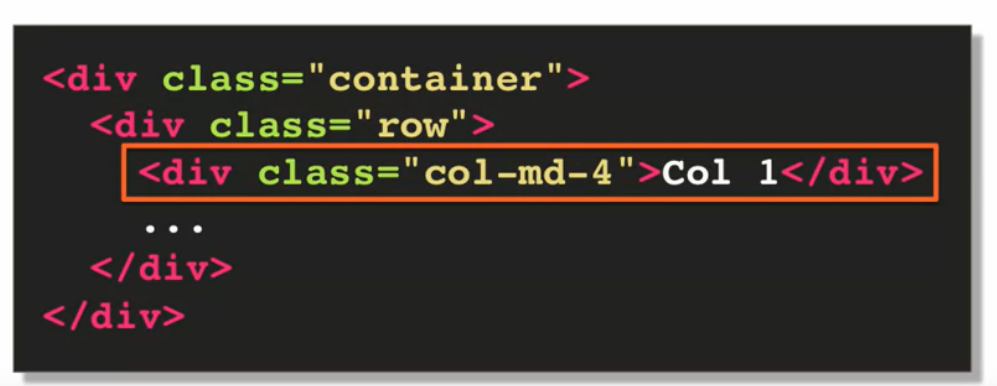 <div class="container">
<div class="row">
<div class="col-md-4">Col 1</div>
...
</div>
</div>